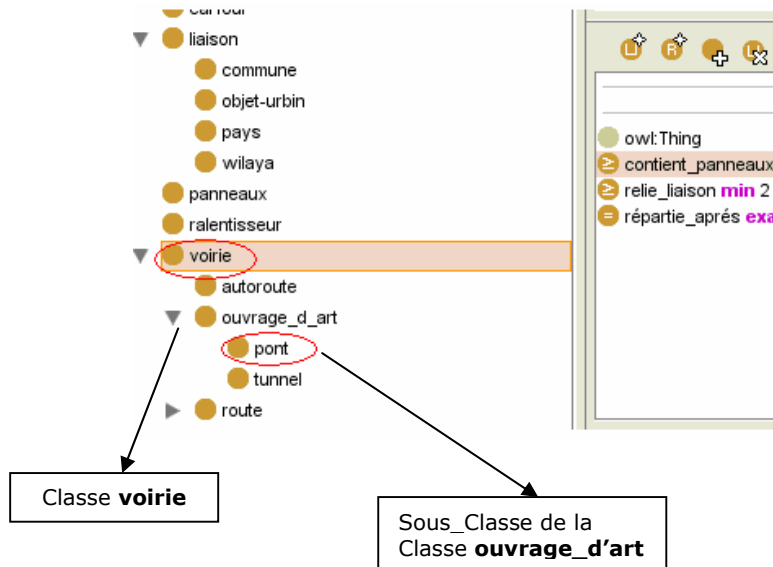 carfour
liaison
commune
objet-urbin
pays
wilaya
panneaux
ralentisseur
voirie
autoroute
ouvrage_d_art
pont
tunnel
route
owl:Thing
contient_panneaux
relie_liaison min 2
répartie_aprés exa
Classe voirie
Sous_Classe de la
Classe ouvrage_d’art